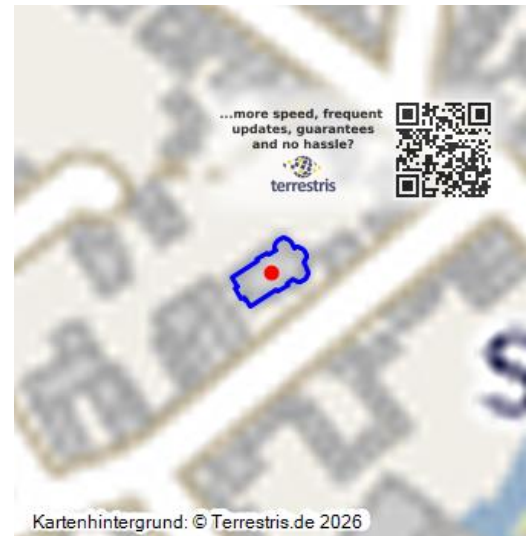 ...more speed, frequent
updates, guarantees
and no hassle?
terrestris
S
Kartenhintergrund: © Terrestris.de 2026